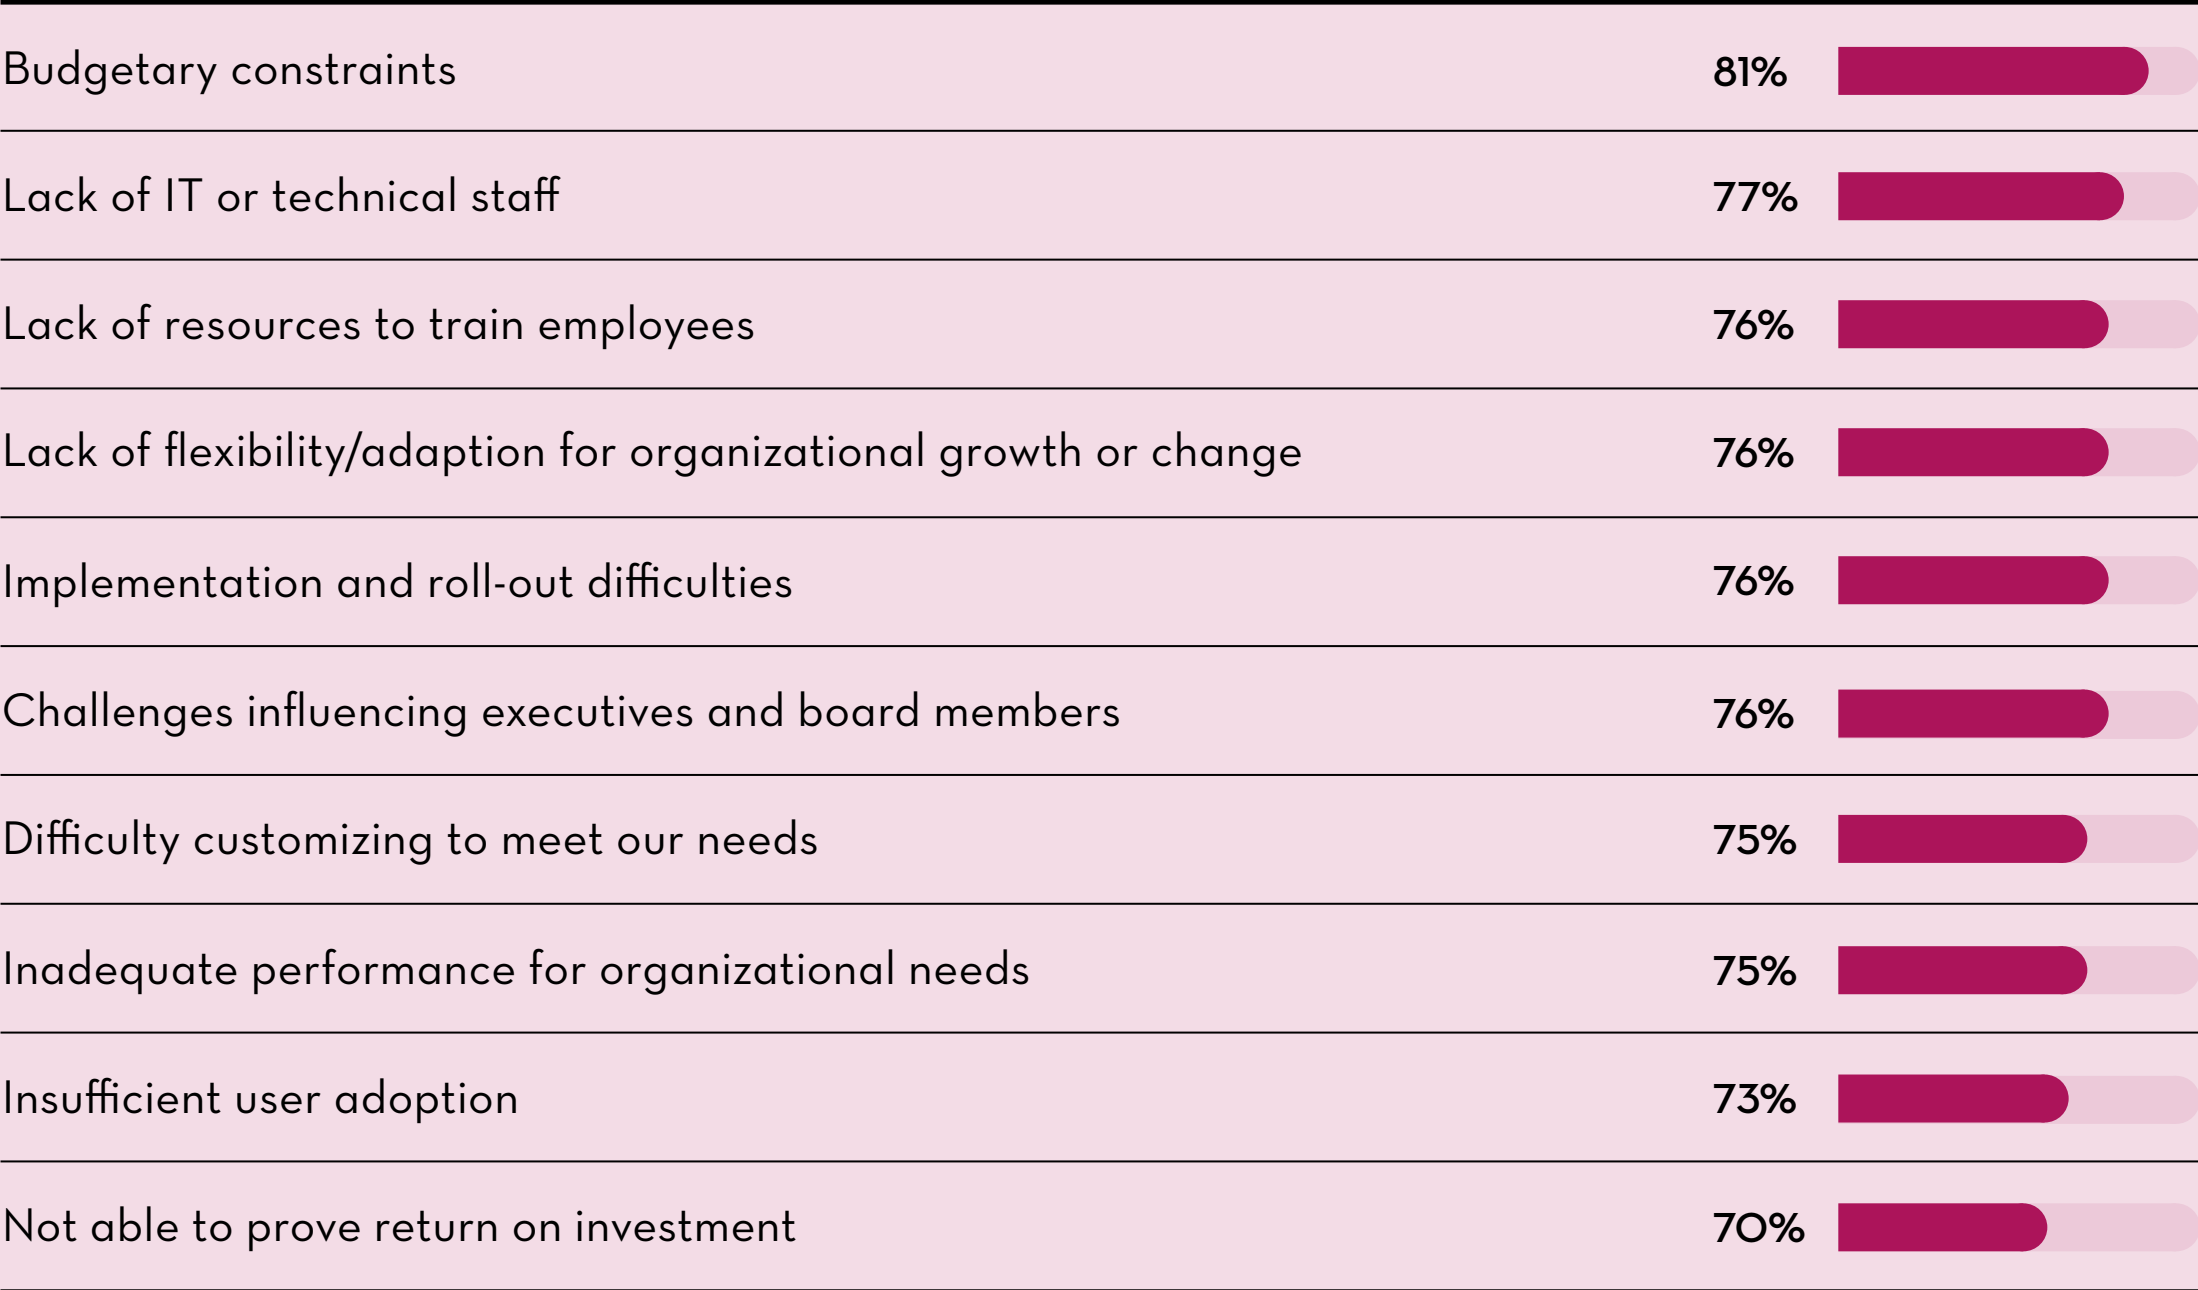 Budgetary constraints 81%
Lack of IT or technical staff 77%
Lack of resources to train employees 76%
Lack of flexibility/adaption for organizational growth or change 76%
Implementation and roll-out difficulties 76%
Challenges influencing executives and board members 76%
Difficulty customizing to meet our needs 75%
Inadequate performance for organizational needs 75%
Insufficient user adoption 73%
Not able to prove return on investment 70%